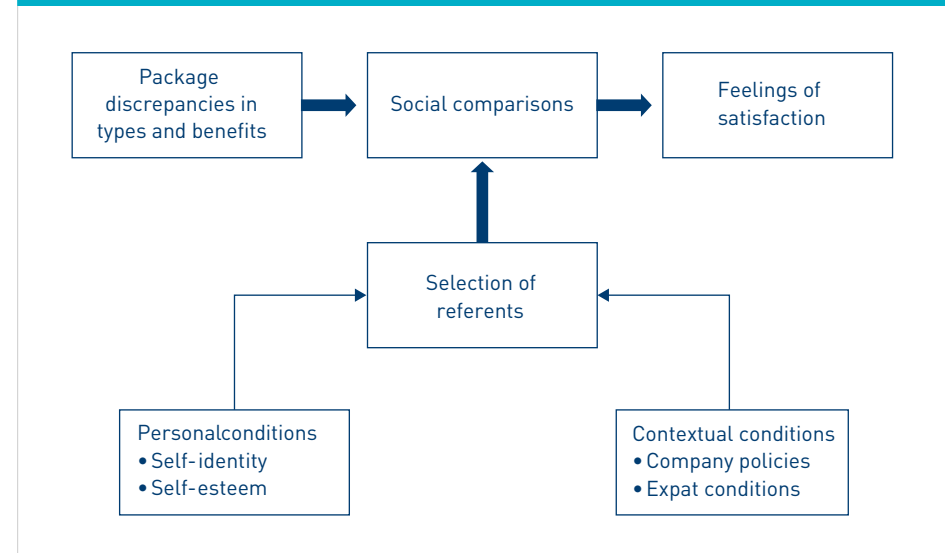 Package
discrepancies in
types and benefits
Social comparisons
Feelings of
satisfaction
Selection of
referents
Personalconditions
• Self-identity
• Self-esteem
Contextual conditions
• Company policies
• Expat conditions